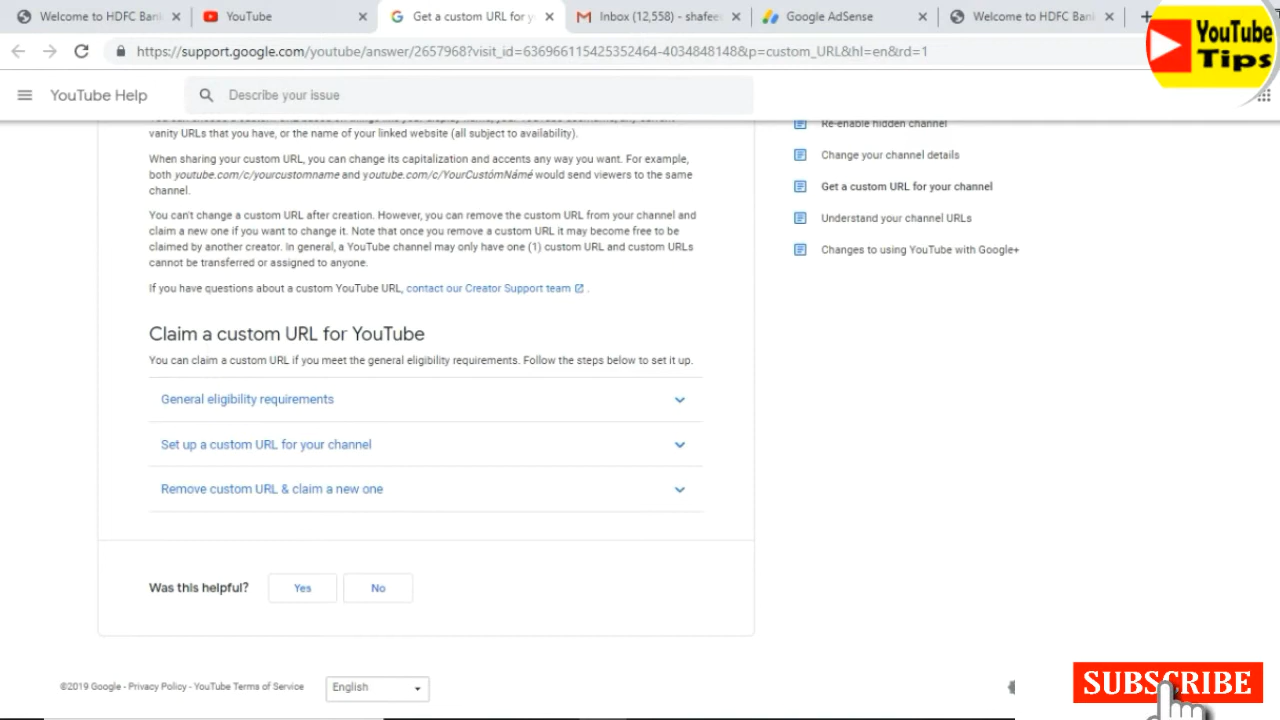 Welcome to HDFC Ban
YouTube
Get a custom URL for y
Inbox (12,558) - shafee
Google AdSense
Welcome to HDFC Ban
YouTube
Tips
https://support.google.com/youtube/answer/2657968?visit_id=636966115425352464-4034848148&p=custom_URL&hl=en&rd=1
YouTube Help
Describe your issue
vanity URLs that you have, or the name of your linked website (all subject to availability).
When sharing your custom URL, you can change its capitalization and accents any way you want. For example,
both youtube.com/c/yourcustomname and youtube.com/c/YourCustómNámé would send viewers to the same
channel.
You can't change a custom URL after creation. However, you can remove the custom URL from your channel and
claim a new one if you want to change it. Note that once you remove a custom URL it may become free to be
claimed by another creator. In general, a YouTube channel may only have one (1) custom URL and custom URLs
cannot be transferred or assigned to anyone.
If you have questions about a custom YouTube URL, contact our Creator Support team .
Claim a custom URL for YouTube
You can claim a custom URL if you meet the general eligibility requirements. Follow the steps below to set it up.
General eligibility requirements
Set up a custom URL for your channel
Remove custom URL & claim a new one
Was this helpful?
Yes
No
Re-enable hidden channel
Change your channel details
Get a custom URL for your channel
Understand your channel URLs
Changes to using YouTube with Google+
©2019 Google - Privacy Policy - YouTube Terms of Service
English
SUBSCRIBE